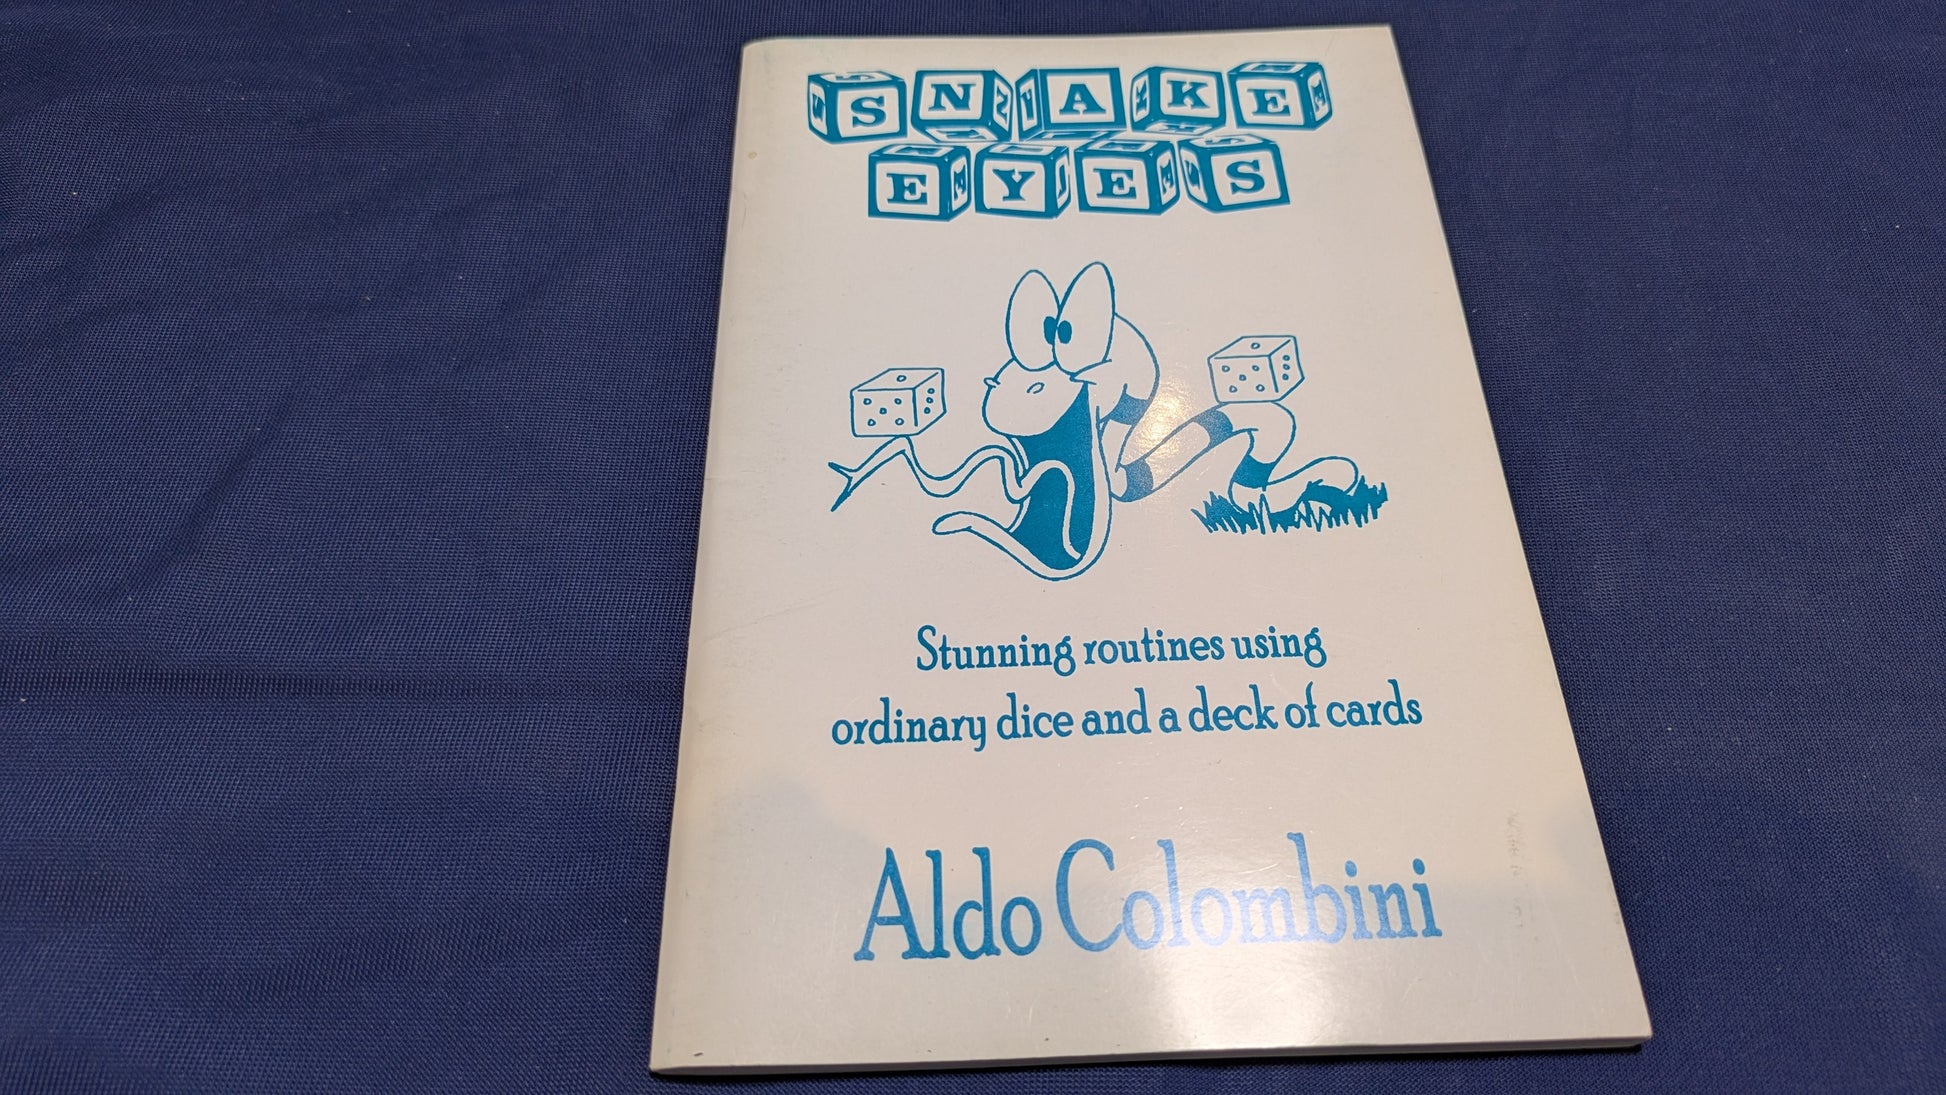 SNAKE
EYES
Stunning routines using
ordinary dice and a deck of cards
Aldo Colombini